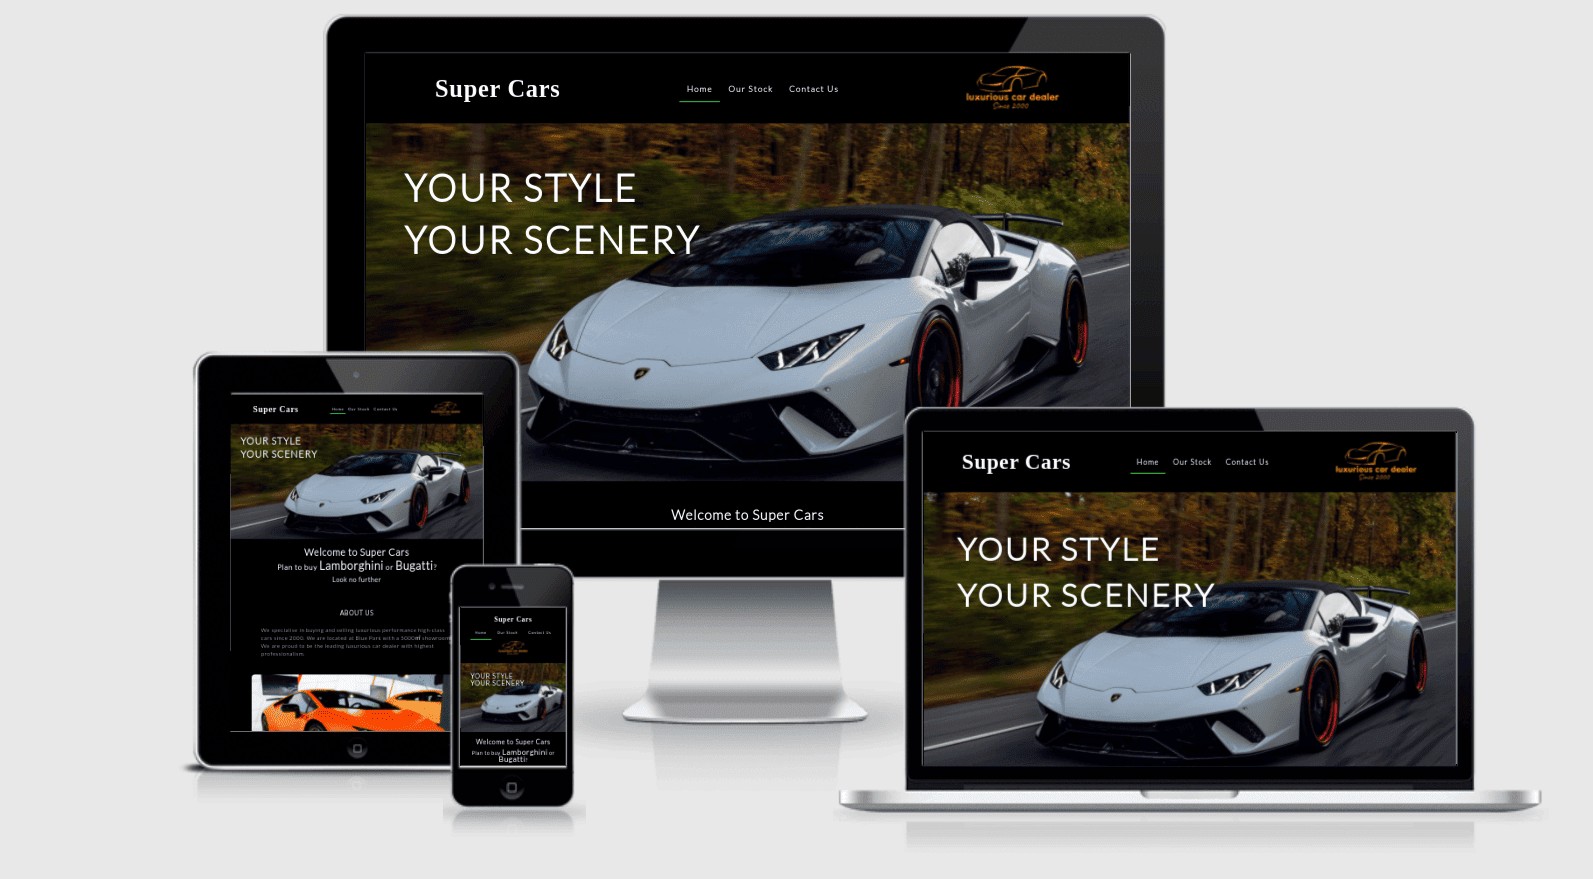 Super Cars
Home Our Stock Contact Us
luxurious car dealer
Since 2000
YOUR STYLE
YOUR SCENERY
Welcome to Super Cars
Super Cars
Home Our Stock Contact Us
YOUR STYLE
YOUR SCENERY
Welcome to Super Cars
Plan to buy Lamborghini or Bugatti?
Look no further
ABOUT US
We specialise in buying and selling luxurious performance high class
cars since 2000. We are located at Blue Park with a showroom
We are proud to be the leading luxurious car dealer with highest
professionalism.
Super Cars
Home Our Stock Contact Us
YOUR STYLE
YOUR SCENERY
Welcome to Super Cars
Plan to buy Lamborghini or
Bugatti?
Super Cars
Home Our Stock Contact Us
luxurious car dealer
Since 2000
YOUR STYLE
YOUR SCENERY